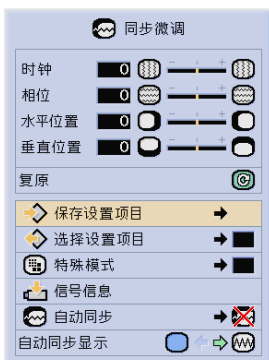 同步微调
时钟 0
相位 0
水平位置 0
垂直位置 0
复原
保存设置项目
选择设置项目
特殊模式
信号信息
自动同步
自动同步显示